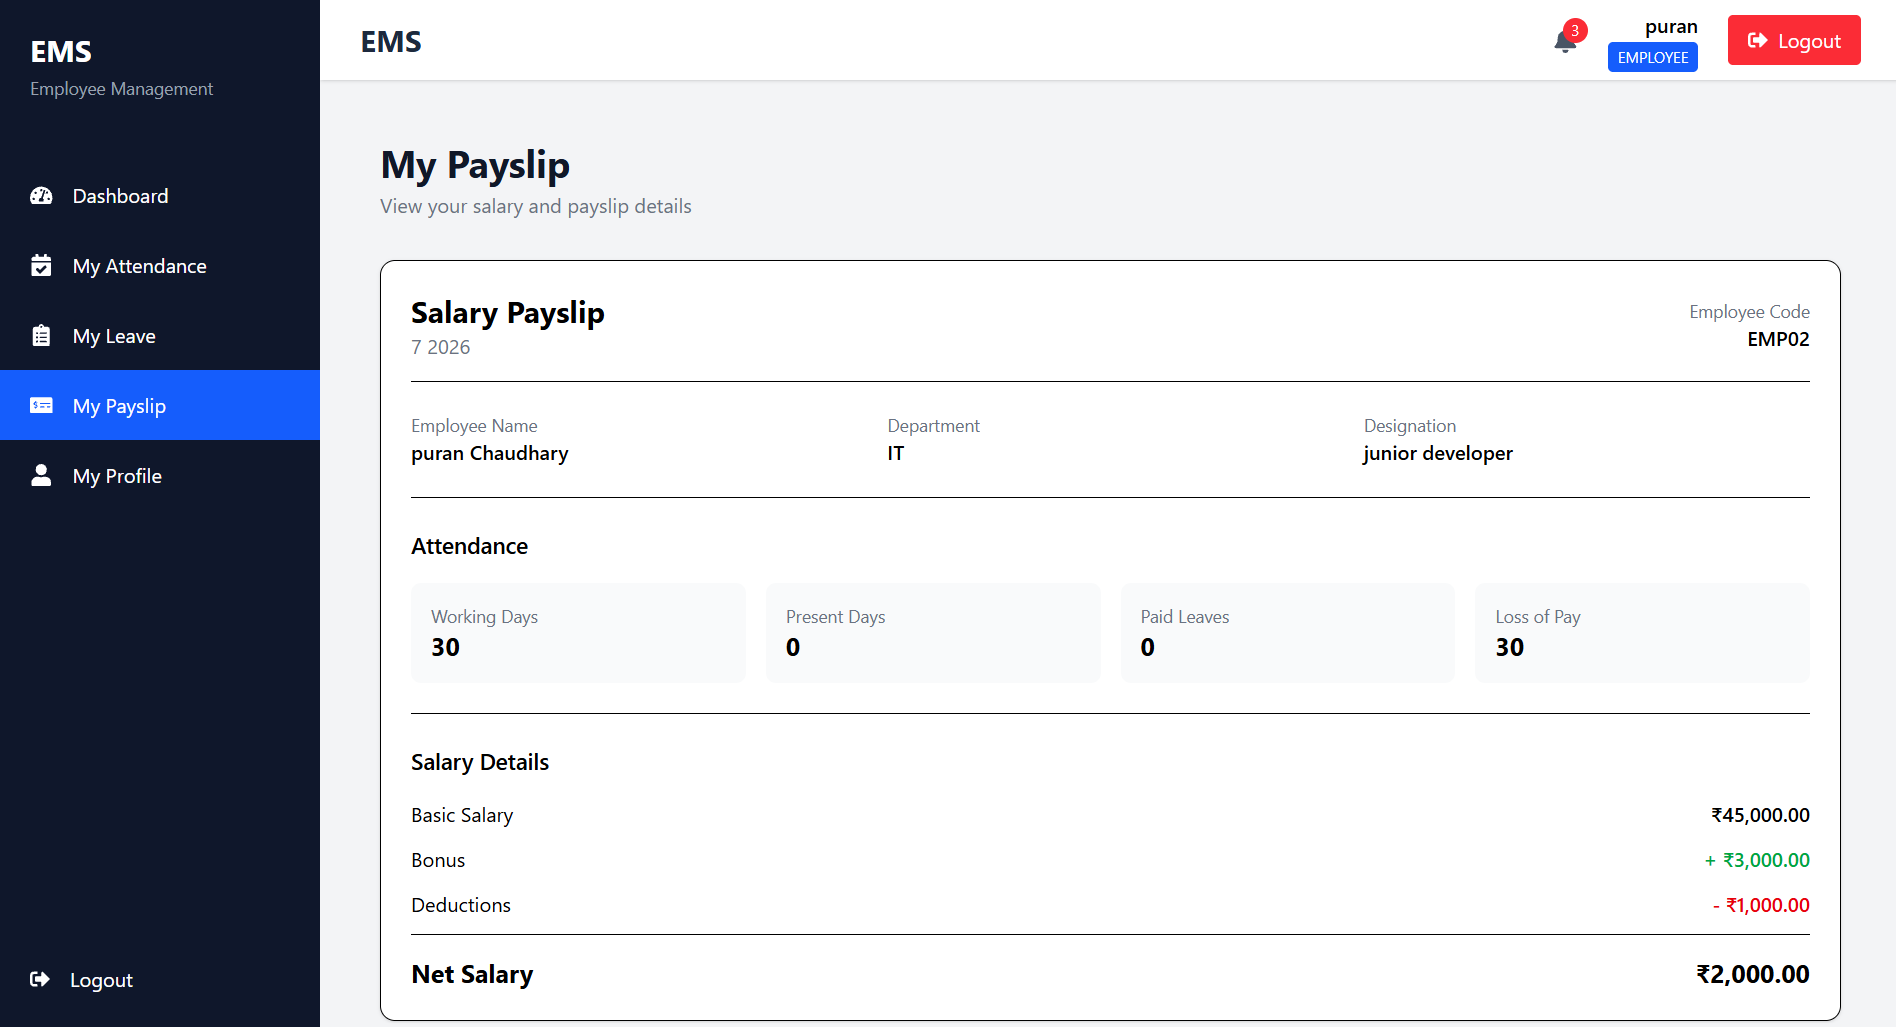 EMS
Employee Management
Dashboard
My Attendance
My Leave
My Payslip
My Profile
Logout
EMS
3
puran
EMPLOYEE
Logout
My Payslip
View your salary and payslip details
Salary Payslip
7 2026
Employee Code
EMP02
Employee Name
puran Chaudhary
Department
IT
Designation
junior developer
Attendance
Working Days
30
Present Days
0
Paid Leaves
0
Loss of Pay
30
Salary Details
Basic Salary ₹45,000.00
Bonus + ₹3,000.00
Deductions - ₹1,000.00
Net Salary ₹2,000.00